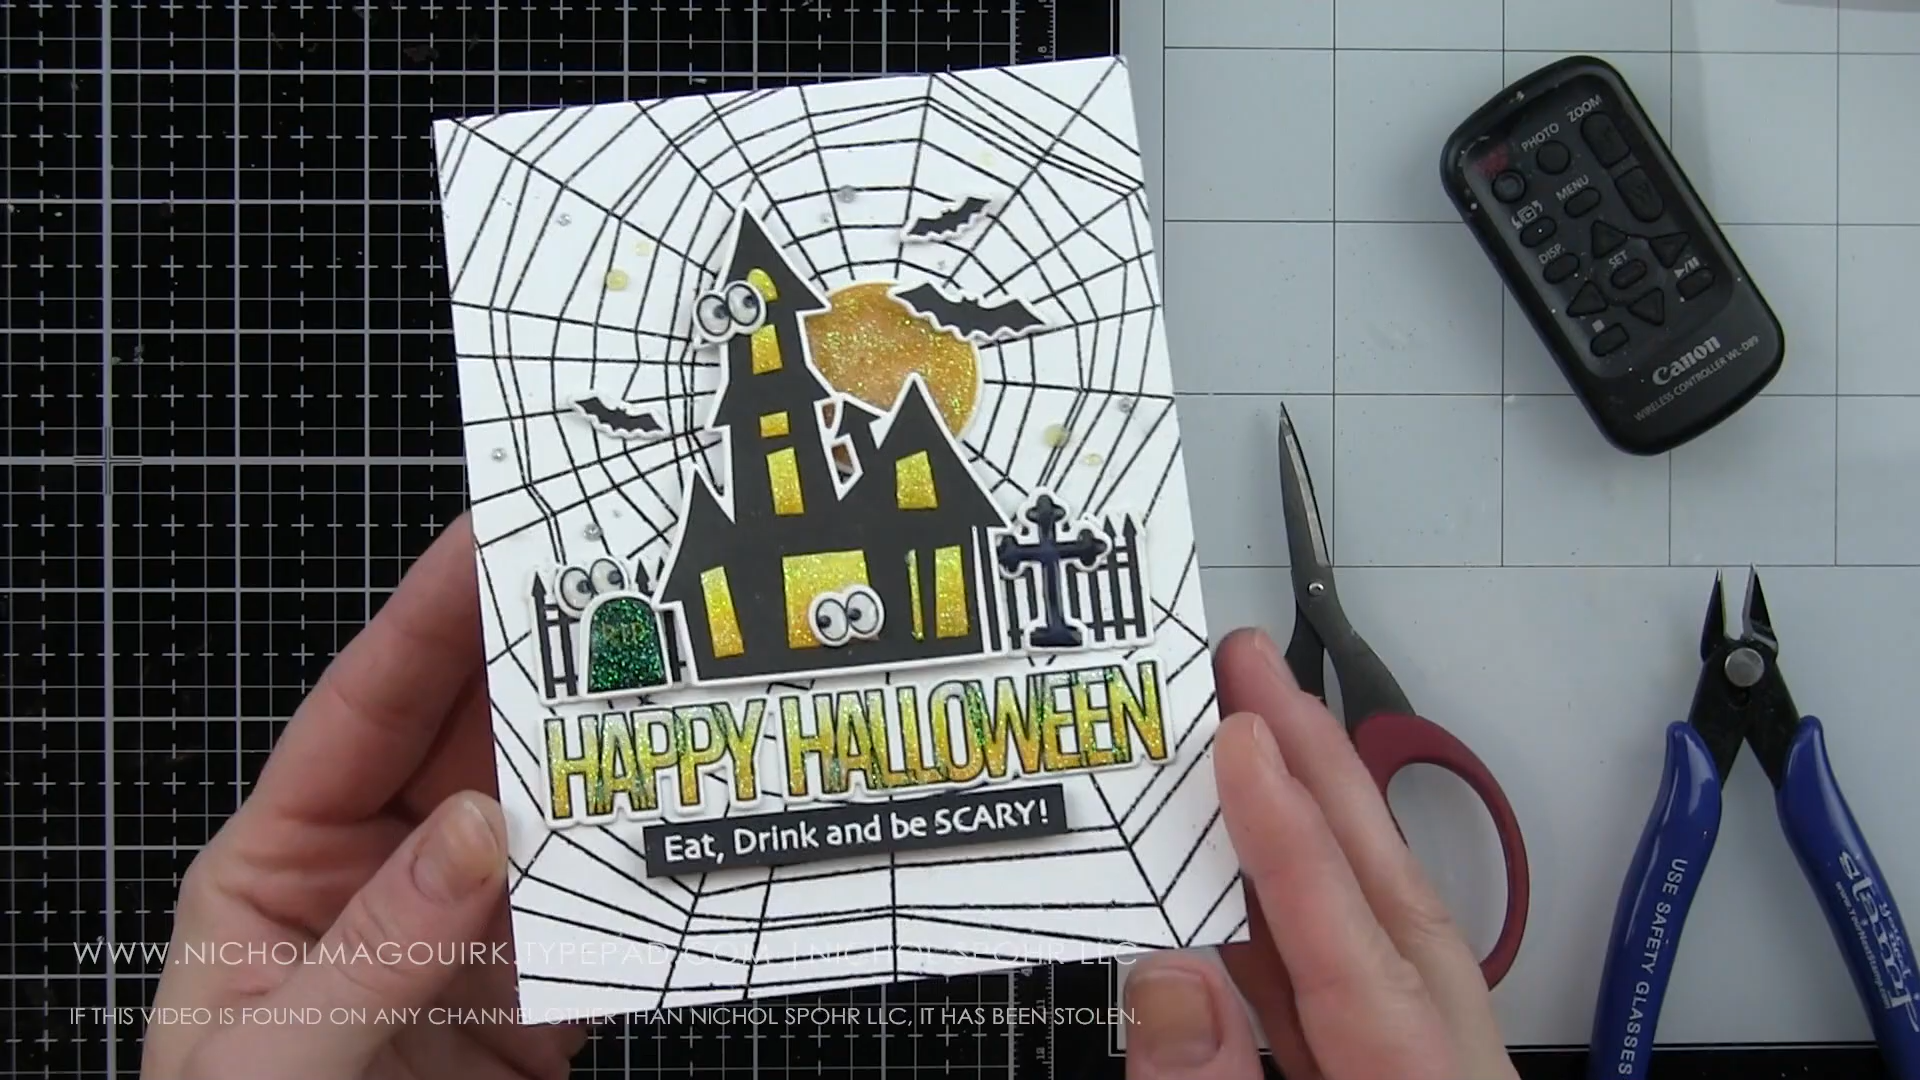 PHOTO
ZOOM
MENU
DISP.
SET
Canon
WIRELESS CONTROLLER WL-D89
RIP
HAPPY HALLOWEEN
Eat, Drink and be SCARY!
USE SAFETY GLASSES
WWW.NICHOLMAGOUIRK.TYPEPAD.COM | NICHOL SPOHR LLC
IF THIS VIDEO IS FOUND ON ANY CHANNEL OTHER THAN NICHOL SPOHR LLC, IT HAS BEEN STOLEN.